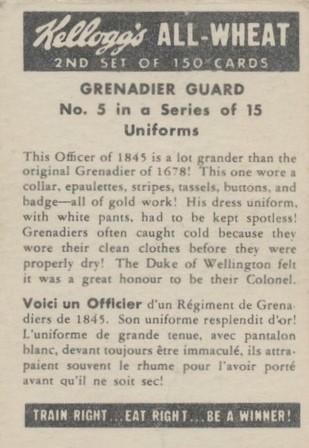 Kellogg's ALL-WHEAT
2ND SET OF 150 CARDS
GRENADIER GUARD
No. 5 in a Series of 15
Uniforms
This Officer of 1845 is a lot grander than the
original Grenadier of 1678! This one wore a
collar, epaulettes, stripes, tassels, buttons, and
badge—all of gold work! His dress uniform,
with white pants, had to be kept spotless!
Grenadiers often caught cold because they
wore their clean clothes before they were
properly dry! The Duke of Wellington felt
it was a great honour to be their Colonel.
Voici un Officier d'un Régiment de Grena-
diers de 1845. Son uniforme resplendit d'or!
L'uniforme de grande tenue, avec pantalon
blanc, devant toujours être immaculé, ils attra-
paient souvent le rhume pour l'avoir porté
avant qu'il ne soit sec!
TRAIN RIGHT...EAT RIGHT...BE A WINNER!